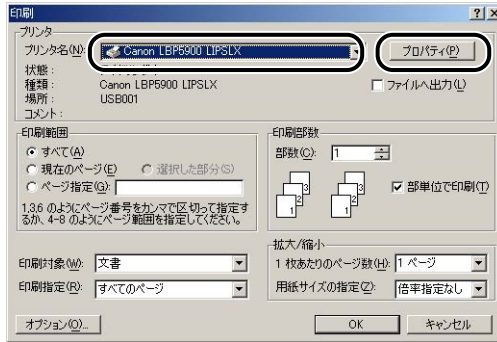 印刷
プリンタ
プリンタ名(N):
Canon LBP5900 LIPSLX
プロパティ(P)
状態:
種類: Canon LBP5900 LIPSLX
ファイルへ出力(L)
場所: USB001
コメント:
印刷範囲
すべて(A)
現在のページ(E) 選択した部分(S)
ページ指定(G):
1,3,6 のようにページ番号をカンマで区切って指定す
るか、4-8 のようにページ範囲を指定してください。
印刷部数
部数(C): 1
3 3
2 2
1 1
部単位で印刷(T)
印刷対象(W): 文書
印刷指定(R): すべてのページ
拡大/縮小
1 枚あたりのページ数(H): 1 ページ
用紙サイズの指定(Z): 倍率指定なし
オプション(O)...
OK
キャンセル